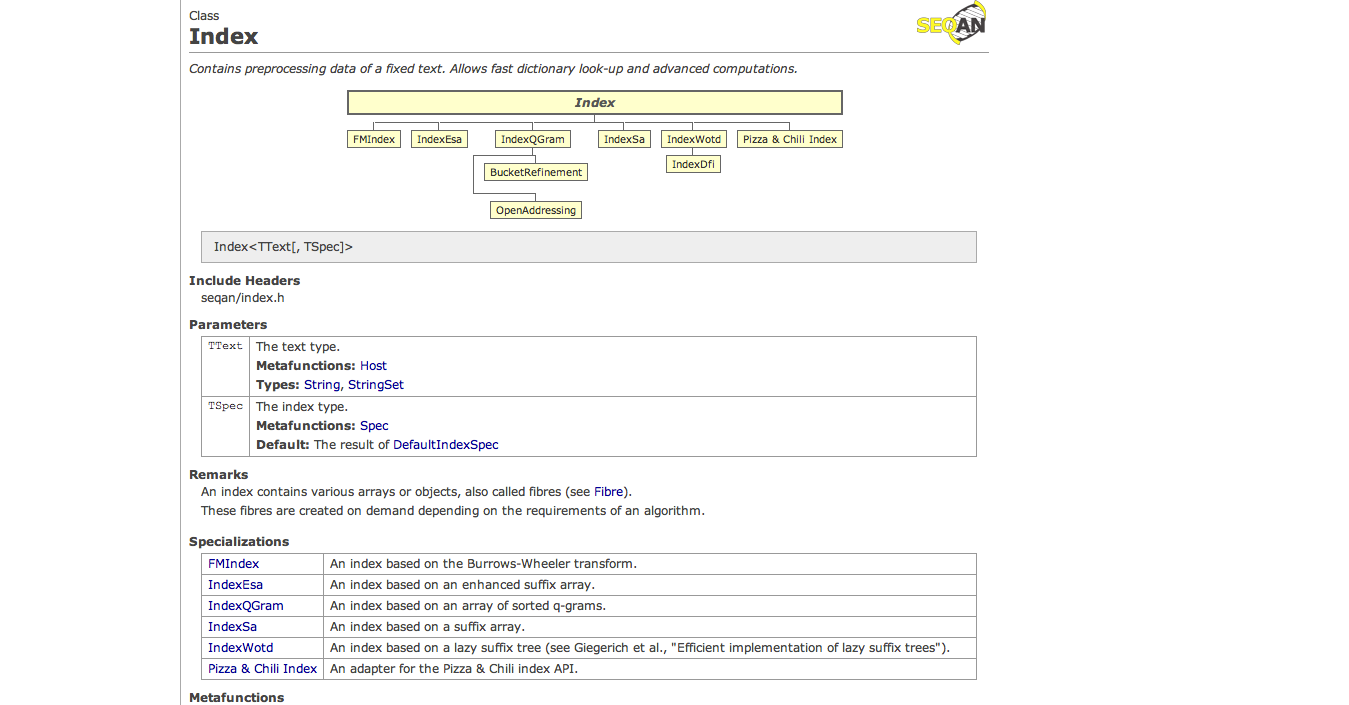 Class
SEQAN
Index
Contains preprocessing data of a fixed text. Allows fast dictionary look-up and advanced computations.
Index
FMIndex IndexEsa IndexQGram IndexSa IndexWotd Pizza & Chili Index
BucketRefinement IndexDfi
OpenAddressing
Index<TText[, TSpec]>
Include Headers
seqan/index.h
Parameters
TText The text type.
Metafunctions: Host
Types: String, StringSet
TSpec The index type.
Metafunctions: Spec
Default: The result of DefaultIndexSpec
Remarks
An index contains various arrays or objects, also called fibres (see Fibre).
These fibres are created on demand depending on the requirements of an algorithm.
Specializations
FMIndex An index based on the Burrows-Wheeler transform.
IndexEsa An index based on an enhanced suffix array.
IndexQGram An index based on an array of sorted q-grams.
IndexSa An index based on a suffix array.
IndexWotd An index based on a lazy suffix tree (see Giegerich et al., "Efficient implementation of lazy suffix trees").
Pizza & Chili Index An adapter for the Pizza & Chili index API.
Metafunctions